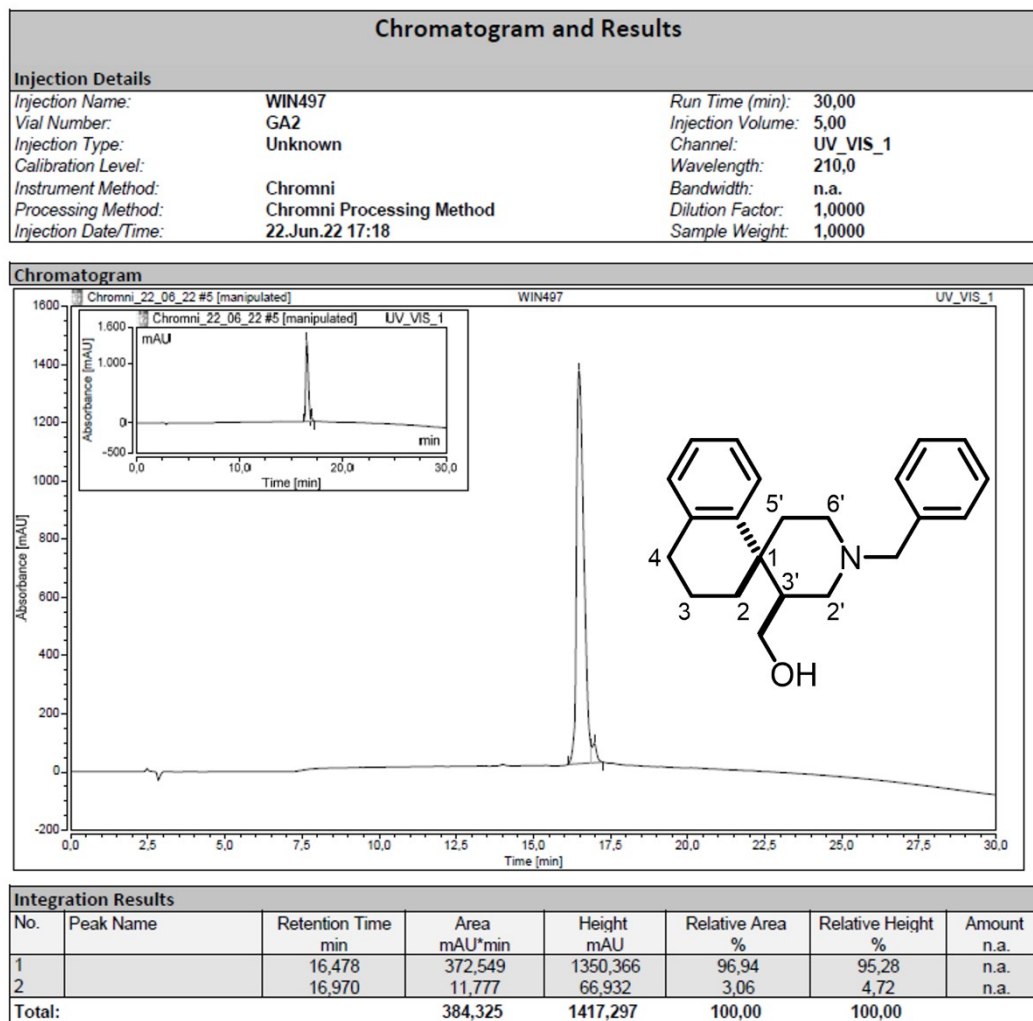 Chromatogram and Results
Injection Details
Injection Name: WIN497 Run Time (min): 30,00
Vial Number: GA2 Injection Volume: 5,00
Injection Type: Unknown Channel: UV_VIS_1
Calibration Level: Wavelength: 210,0
Instrument Method: Chromni Bandwidth: n.a.
Processing Method: Chromni Processing Method Dilution Factor: 1,0000
Injection Date/Time: 22.Jun.22 17:18 Sample Weight: 1,0000
Chromatogram
Chromni_22_06_22 #5 [manipulated] WIN497 UV_VIS_1
1600
1400
1200
1000
800
600
400
200
0
-200
Absorbance [mAU]
Chromni_22_06_22 #5 [manipulated] UV_VIS_1
1.600
1.000
0
-500
mAU
Absorbance [mAU]
min
0,0 10,0 20,0 30,0
Time [min]
5' 6'
4 1 N
3' 
3 2 2'
OH
0,0 2,5 5,0 7,5 10,0 12,5 15,0 17,5 20,0 22,5 25,0 27,5 30,0
Time [min]
Integration Results
No. Peak Name Retention Time Area Height Relative Area Relative Height Amount
min mAU*min mAU % % n.a.
1 16,478 372,549 1350,366 96,94 95,28 n.a.
2 16,970 11,777 66,932 3,06 4,72 n.a.
Total: 384,325 1417,297 100,00 100,00